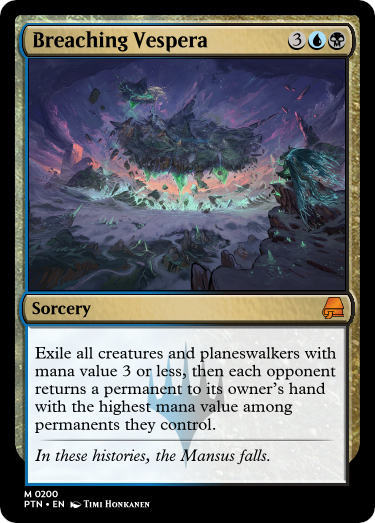 Breaching Vespera 3
Sorcery
Exile all creatures and planeswalkers with
mana value 3 or less, then each opponent
returns a permanent to its owner's hand
with the highest mana value among
permanents they control.
In these histories, the Mansus falls.
M 0200
PTN • EN Timi Honkanen